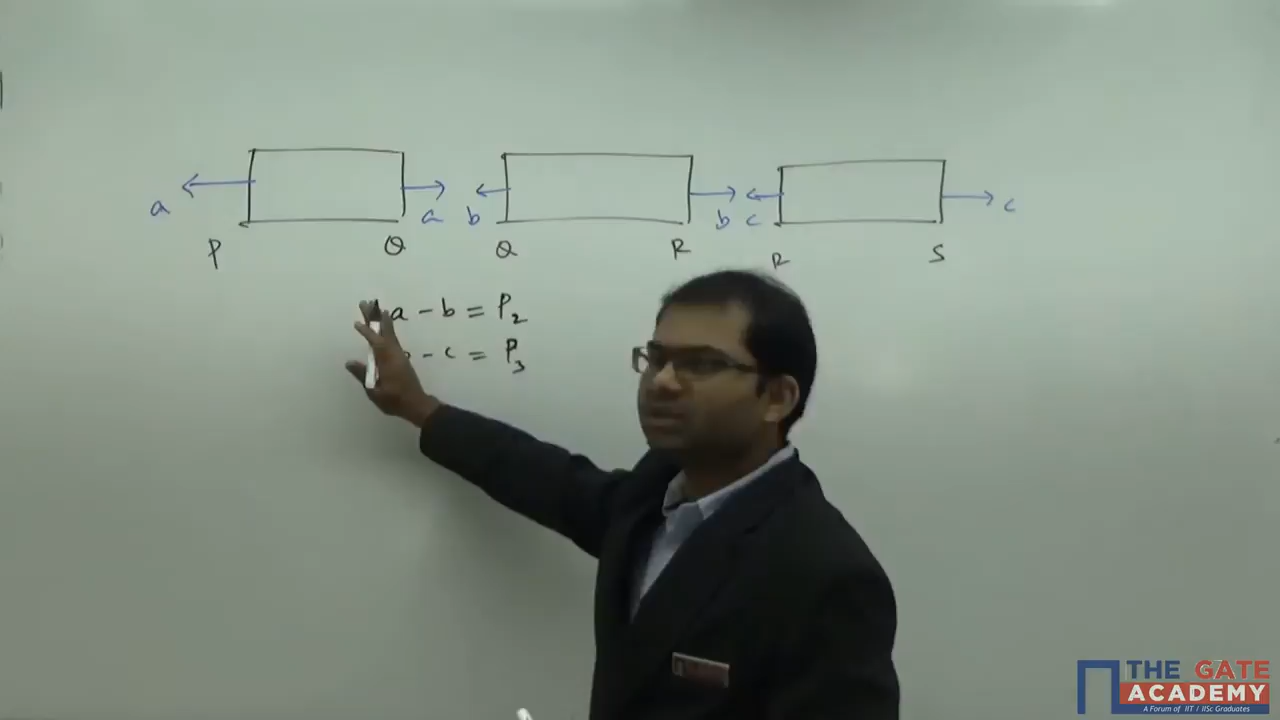 a a b b c c
P Q Q R R S
a - b = P2
- c = P3
THE GATE
ACADEMY
A Forum of IIT / IISc Graduates